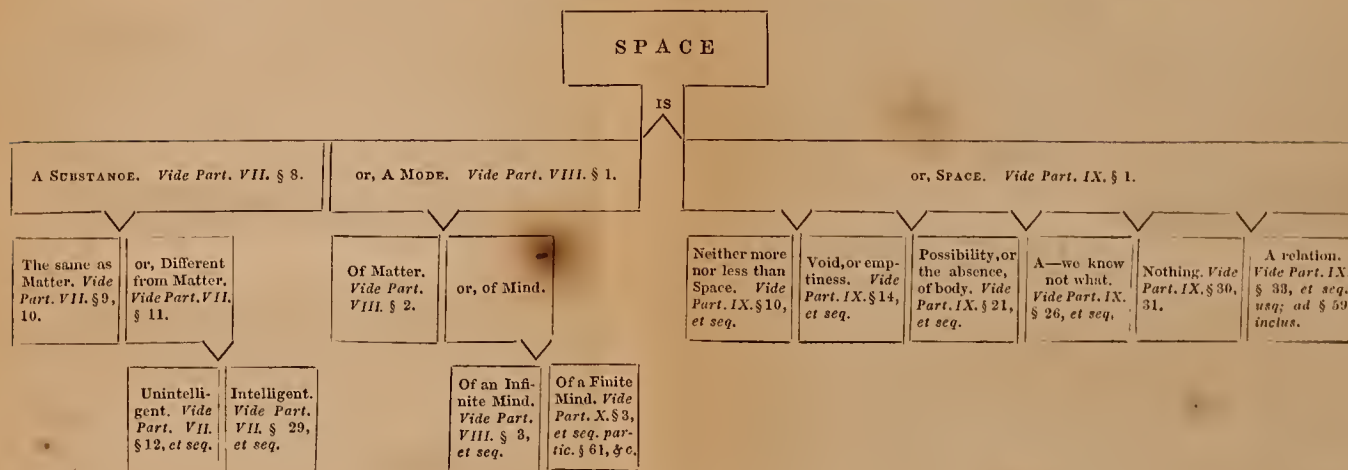 SPACE
IS
A SUBSTANCE. Vide Part. VII. § 8.
or, A MODE. Vide Part. VIII. § 1.
or, SPACE. Vide Part. IX. § 1.
The same as
Matter. Vide
Part. VII. § 9,
10.
or, Different
from Matter.
Vide Part. VII.
§ 11.
Of Matter.
Vide Part.
VIII. § 2.
or, of Mind.
Neither more
nor less than
Space. Vide
Part. IX. § 10,
et seq.
Void, or emp-
tiness. Vide
Part. IX. § 14,
et seq.
Possibility, or
the absence,
of body. Vide
Part. IX. § 21,
et seq.
A—we know
not what.
Vide Part. IX.
§ 26, et seq.
Nothing. Vide
Part. IX. § 30,
31.
A relation.
Vide Part. IX.
§ 33, et seq.
usq; ad § 59
inclus.
Unintelli-
gent. Vide
Part. VII.
§ 12, et seq.
Intelligent.
Vide Part.
VII. § 29,
et seq.
Of an Infi-
nite Mind.
Vide Part.
VIII. § 3,
et seq.
Of a Finite
Mind. Vide
Part. X. § 3,
et seq. par-
tic. § 61, &c.